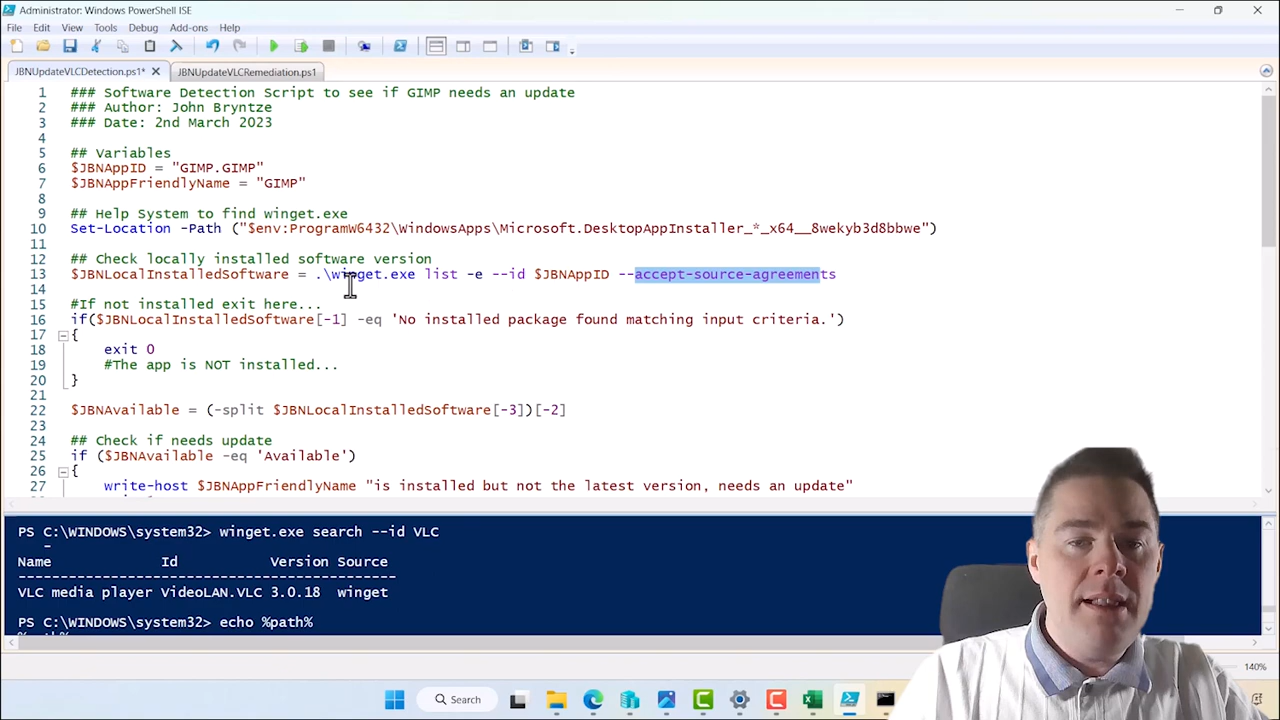 Administrator: Windows PowerShell ISE
File Edit View Tools Debug Add-ons Help
JBNUpdateVLCDetection.ps1* JBNUpdateVLCRemediation.ps1
1 ### Software Detection Script to see if GIMP needs an update
2 ### Author: John Bryntze
3 ### Date: 2nd March 2023
4
5 ## Variables
6 $JBNAppID = "GIMP.GIMP"
7 $JBNAppFriendlyName = "GIMP"
8
9 ## Help System to find winget.exe
10 Set-Location -Path ("$env:ProgramW6432\WindowsApps\Microsoft.DesktopAppInstaller_*_x64__8wekyb3d8bbwe")
11
12 ## Check locally installed software version
13 $JBNLocalInstalledSoftware = .\winget.exe list -e --id $JBNAppID --accept-source-agreements
14
15 #If not installed exit here...
16 if($JBNLocalInstalledSoftware[-1] -eq 'No installed package found matching input criteria.')
17 {
18 exit 0
19 #The app is NOT installed...
20 }
21
22 $JBNAvailable = (-split $JBNLocalInstalledSoftware[-3])[-2]
23
24 ## Check if needs update
25 if ($JBNAvailable -eq 'Available')
26 {
27 write-host $JBNAppFriendlyName "is installed but not the latest version, needs an update"
PS C:\WINDOWS\system32> winget.exe search --id VLC
-
Name Id Version Source
-----------------------------------------------
VLC media player VideoLAN.VLC 3.0.18 winget
PS C:\WINDOWS\system32> echo %path%
140%
Search